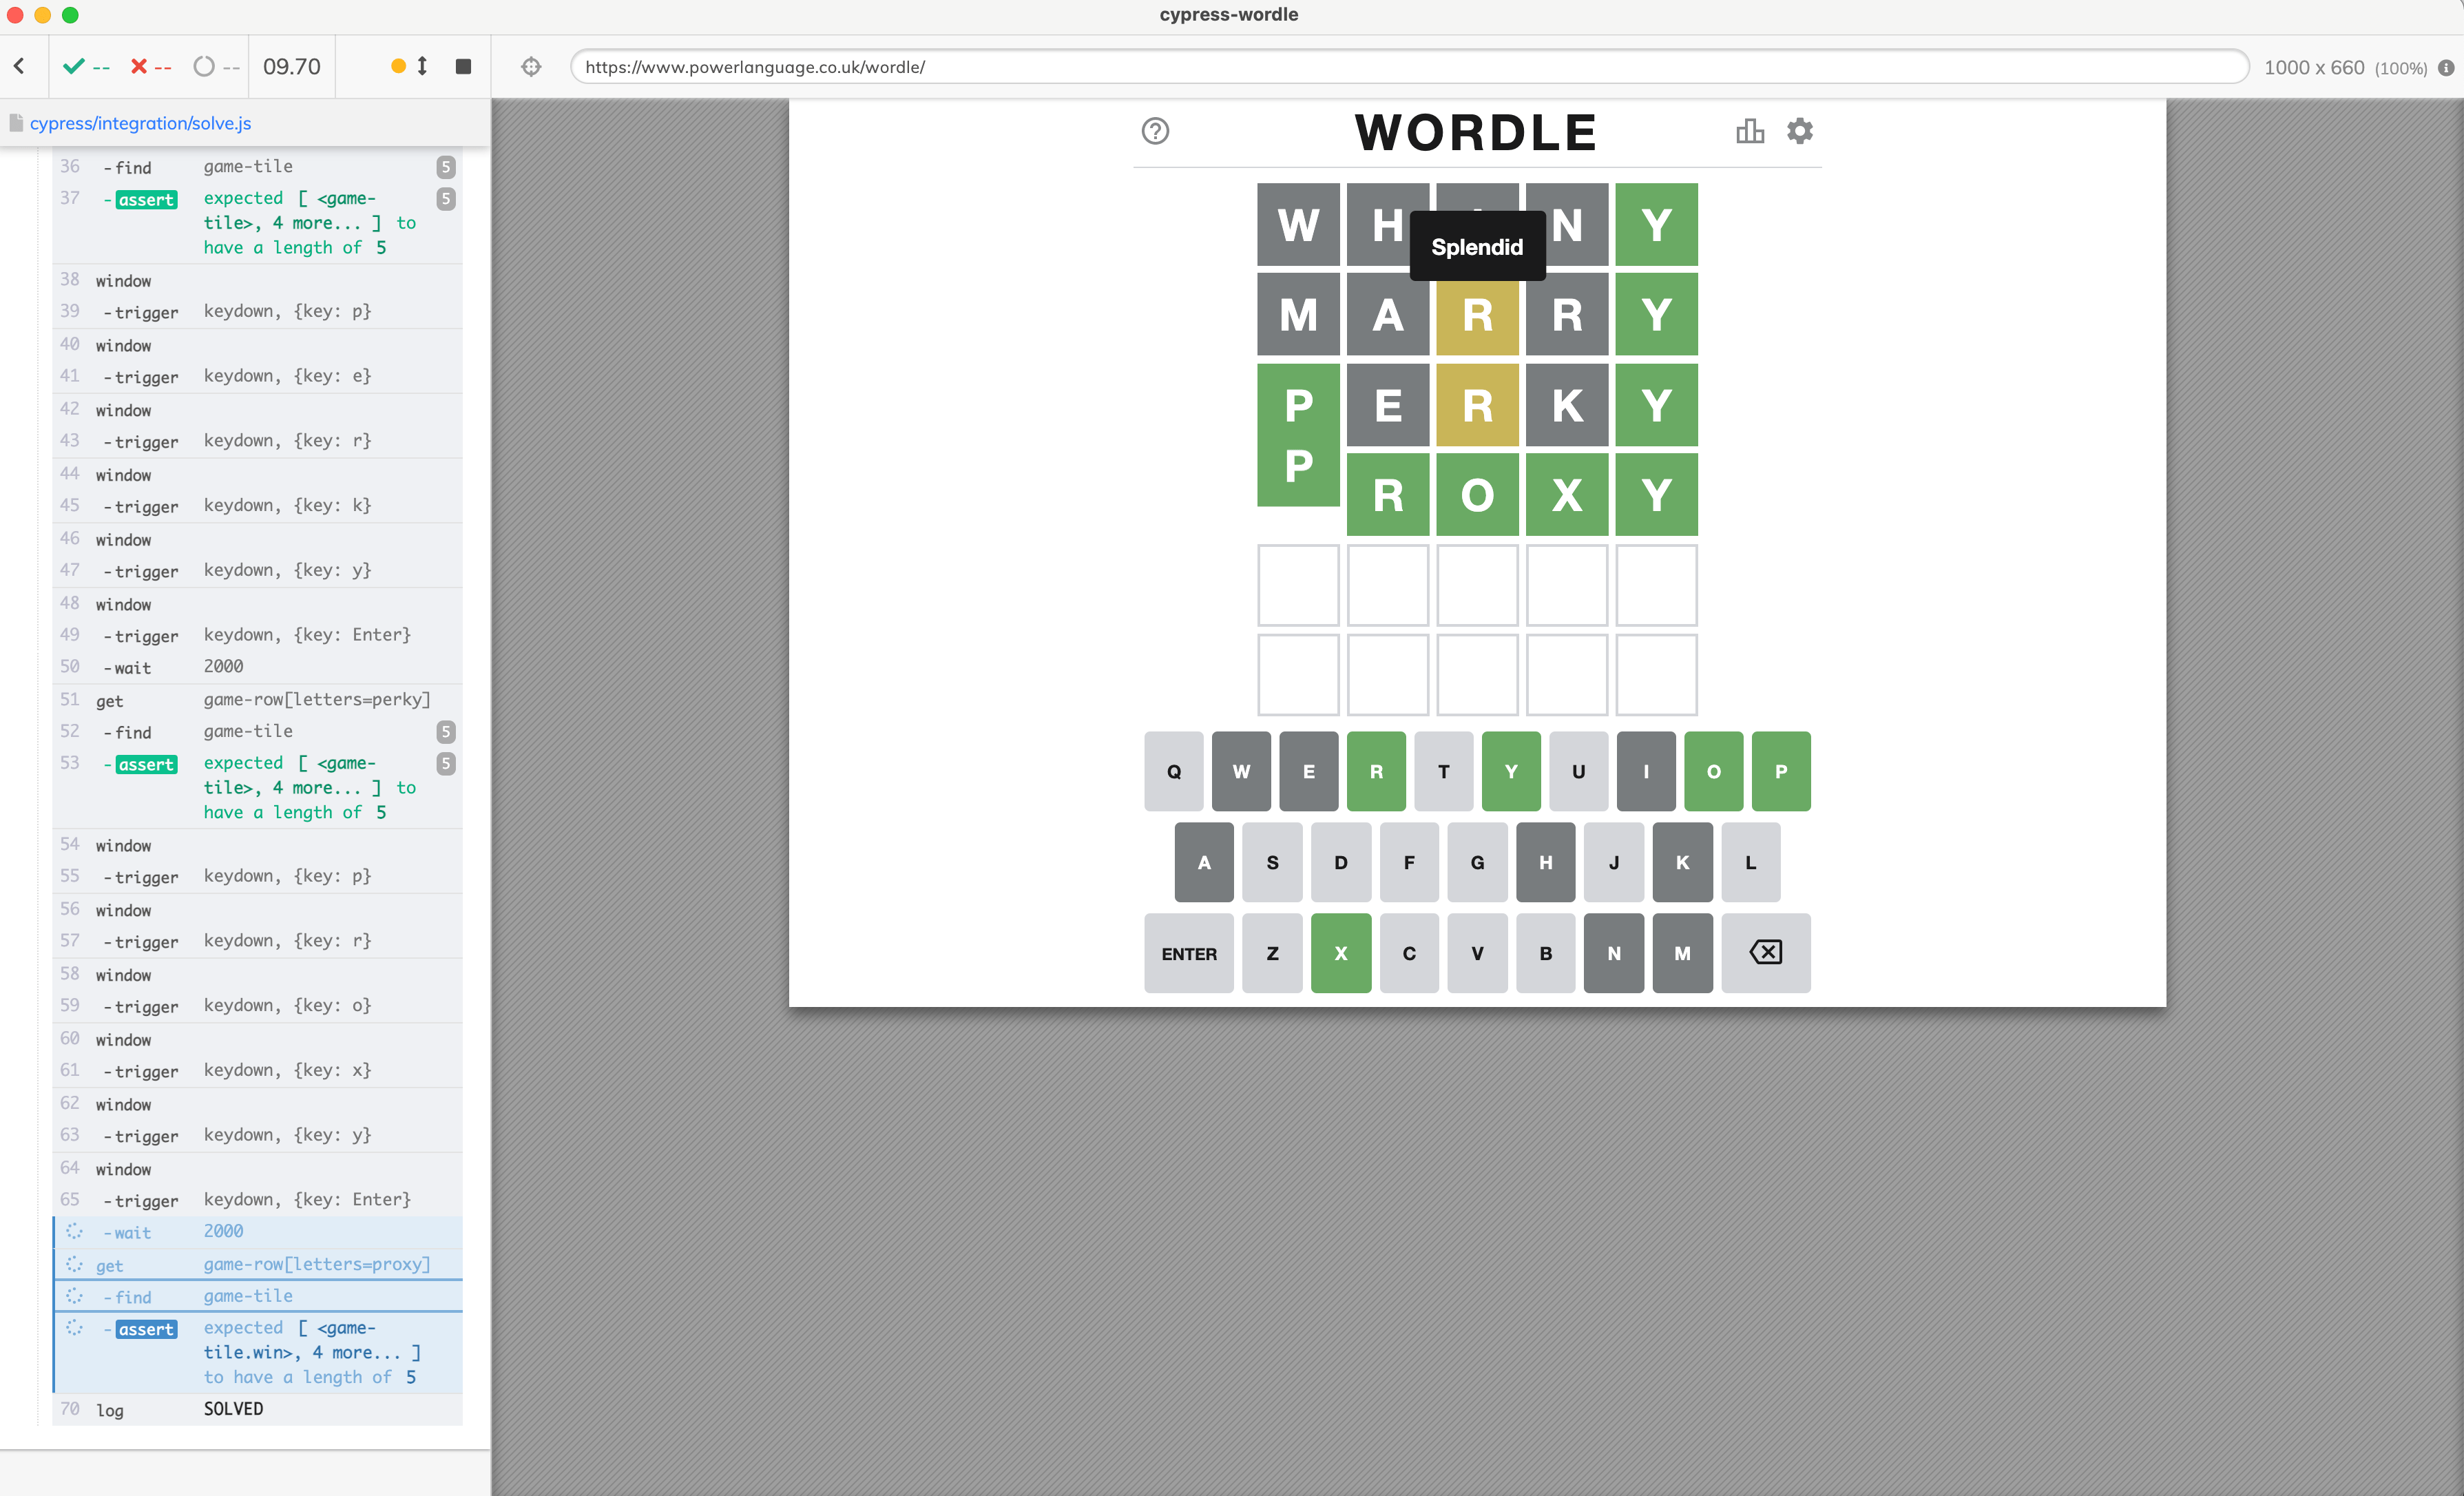 cypress-wordle
-- -- -- 09.70
https://www.powerlanguage.co.uk/wordle/
1000 x 660 (100%)
cypress/integration/solve.js
36 -find game-tile 5
37 -assert expected [ <game-
tile>, 4 more... ] to
have a length of 5
5
38 window
39 -trigger keydown, {key: p}
40 window
41 -trigger keydown, {key: e}
42 window
43 -trigger keydown, {key: r}
44 window
45 -trigger keydown, {key: k}
46 window
47 -trigger keydown, {key: y}
48 window
49 -trigger keydown, {key: Enter}
50 -wait 2000
51 get game-row[letters=perky]
52 -find game-tile 5
53 -assert expected [ <game-
tile>, 4 more... ] to
have a length of 5
5
54 window
55 -trigger keydown, {key: p}
56 window
57 -trigger keydown, {key: r}
58 window
59 -trigger keydown, {key: o}
60 window
61 -trigger keydown, {key: x}
62 window
63 -trigger keydown, {key: y}
64 window
65 -trigger keydown, {key: Enter}
-wait 2000
get game-row[letters=proxy]
-find game-tile
-assert expected [ <game-
tile.win>, 4 more... ]
to have a length of 5
70 log SOLVED
WORDLE
W H N Y
Splendid
M A R R Y
P E R K Y
P R O X Y
Q W E R T Y U I O P
A S D F G H J K L
ENTER Z X C V B N M